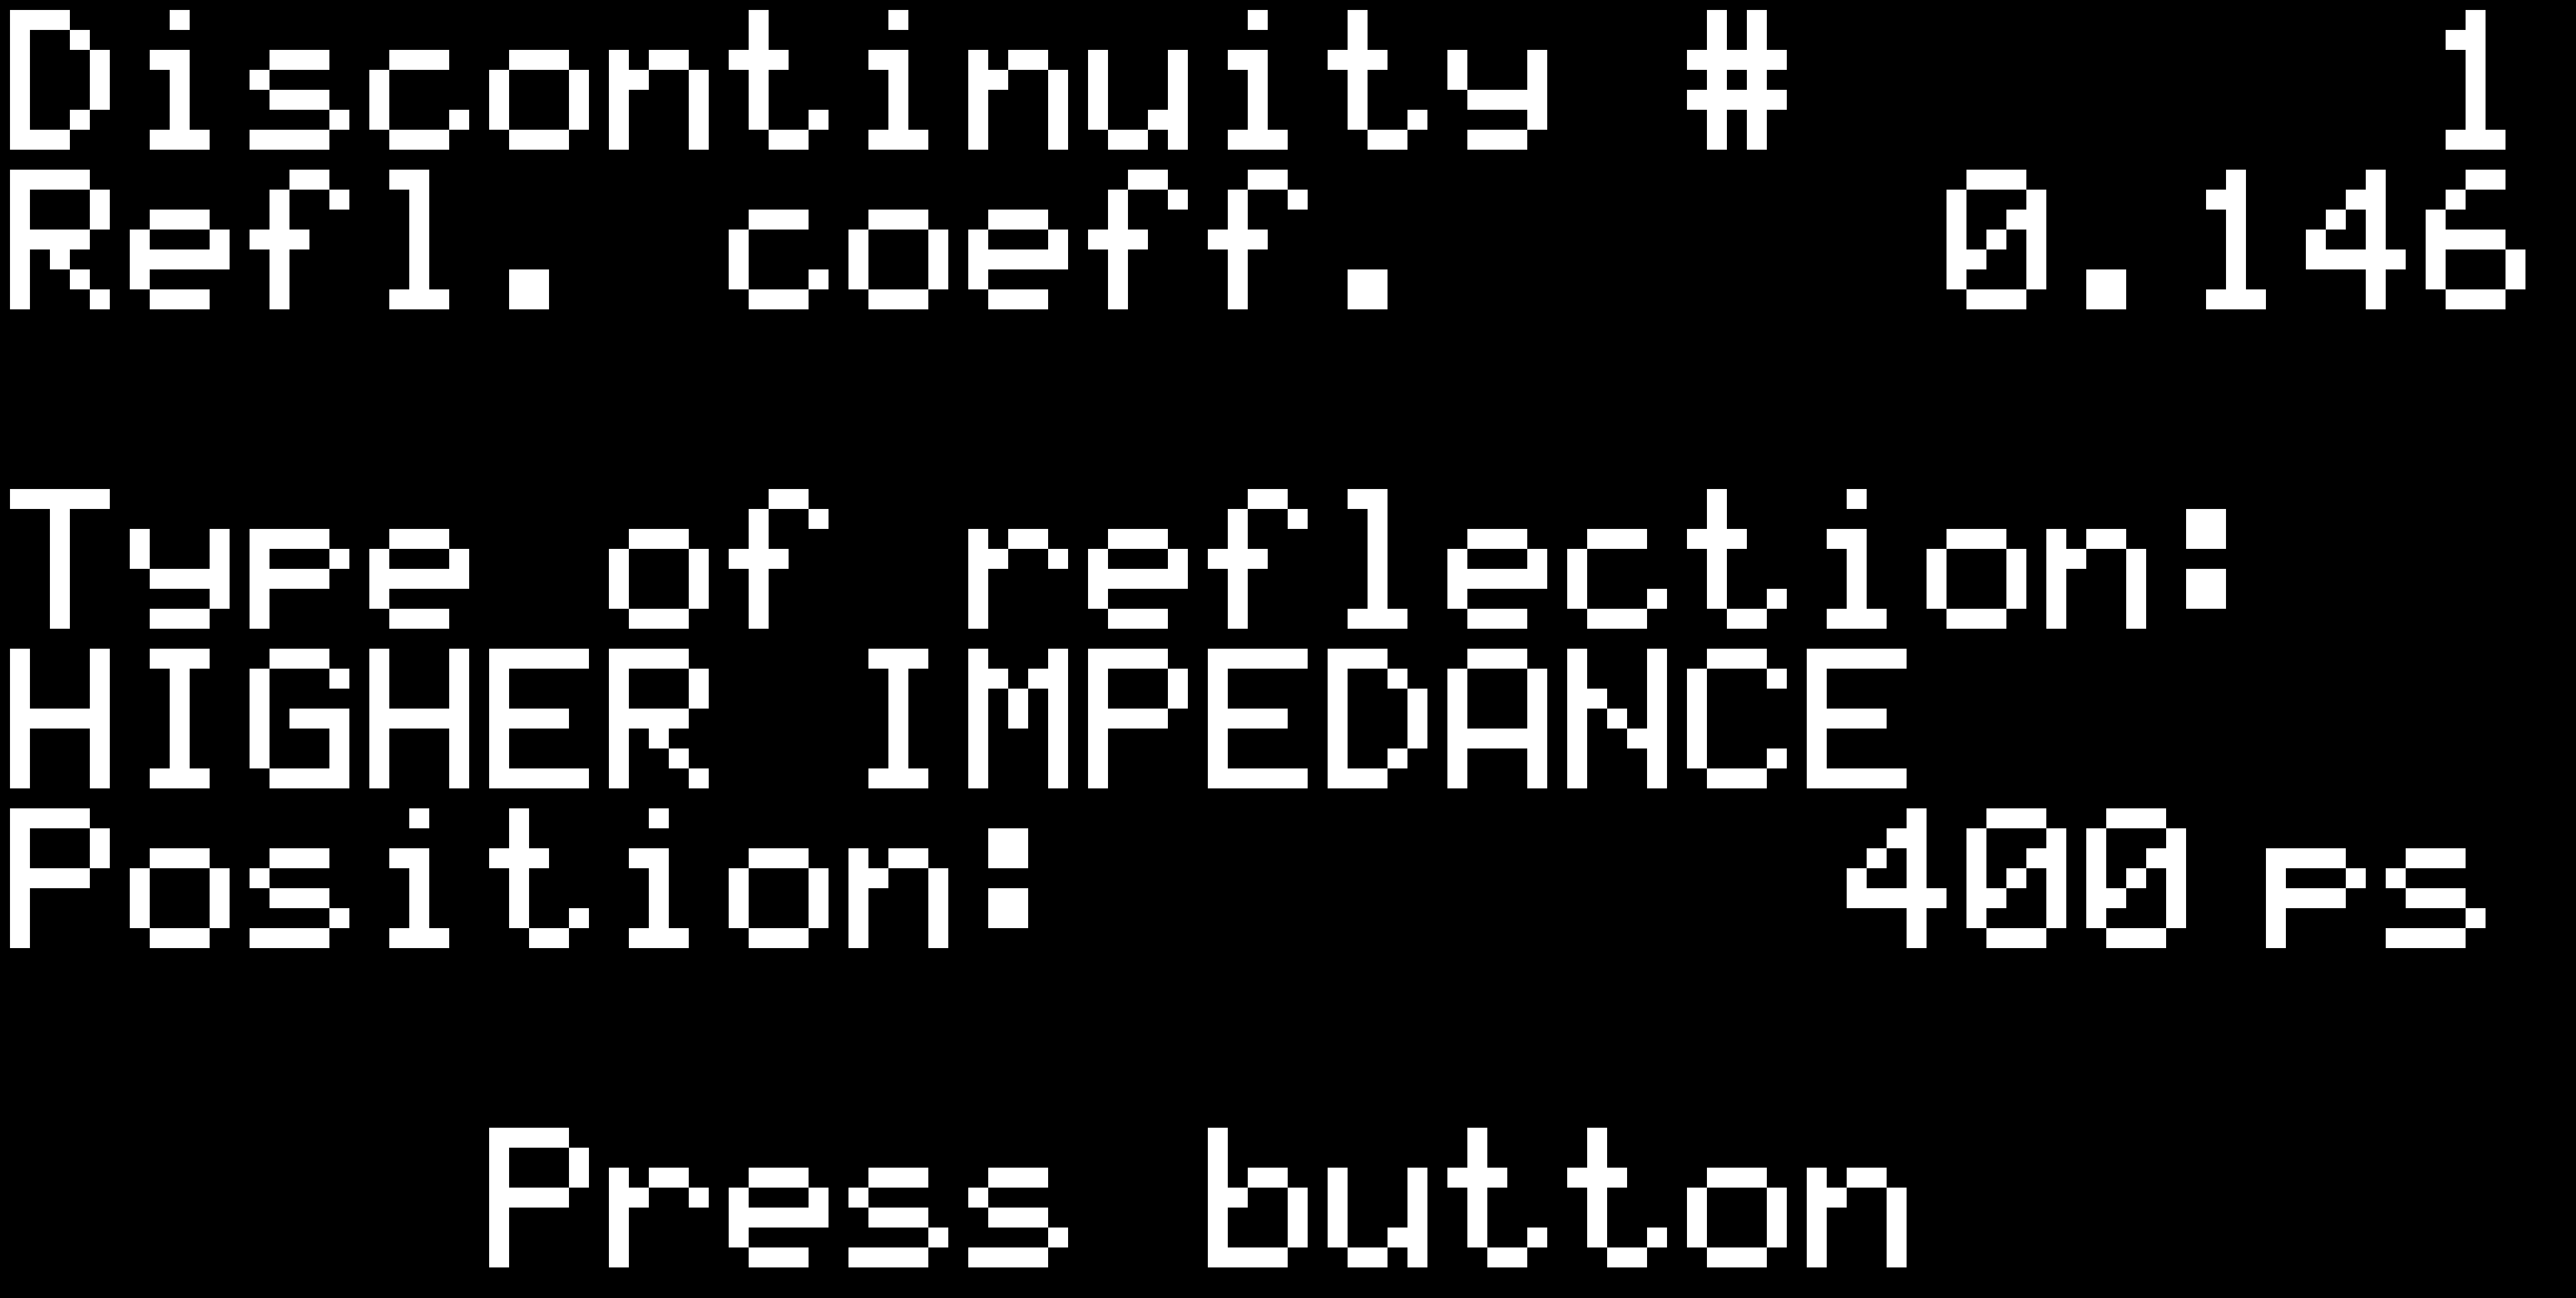 Discontinuity # 1
Refl. coeff. 0.146
Type of reflection:
HIGHER IMPEDANCE
Position: 400 ps
Press button